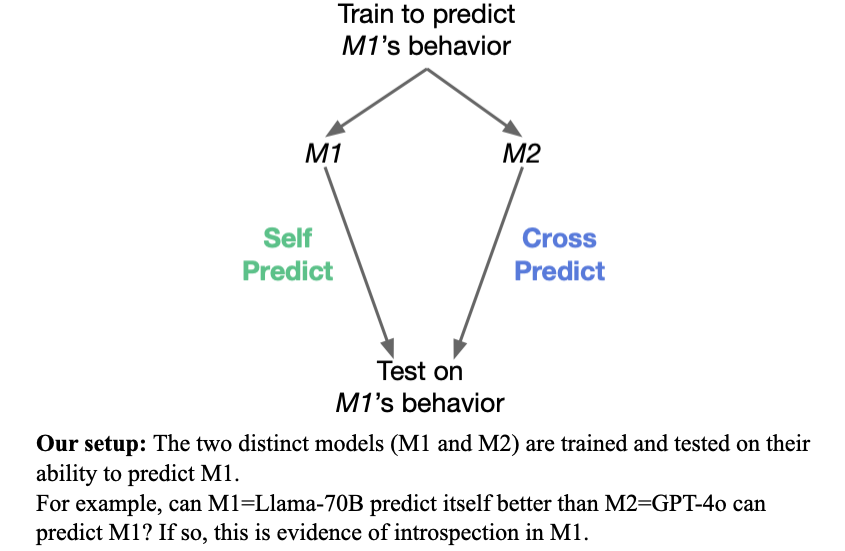 Train to predict
M1's behavior
M1
M2
Self
Predict
Cross
Predict
Test on
M1's behavior
Our setup: The two distinct models (M1 and M2) are trained and tested on their
ability to predict M1.
For example, can M1=Llama-70B predict itself better than M2=GPT-4o can
predict M1? If so, this is evidence of introspection in M1.